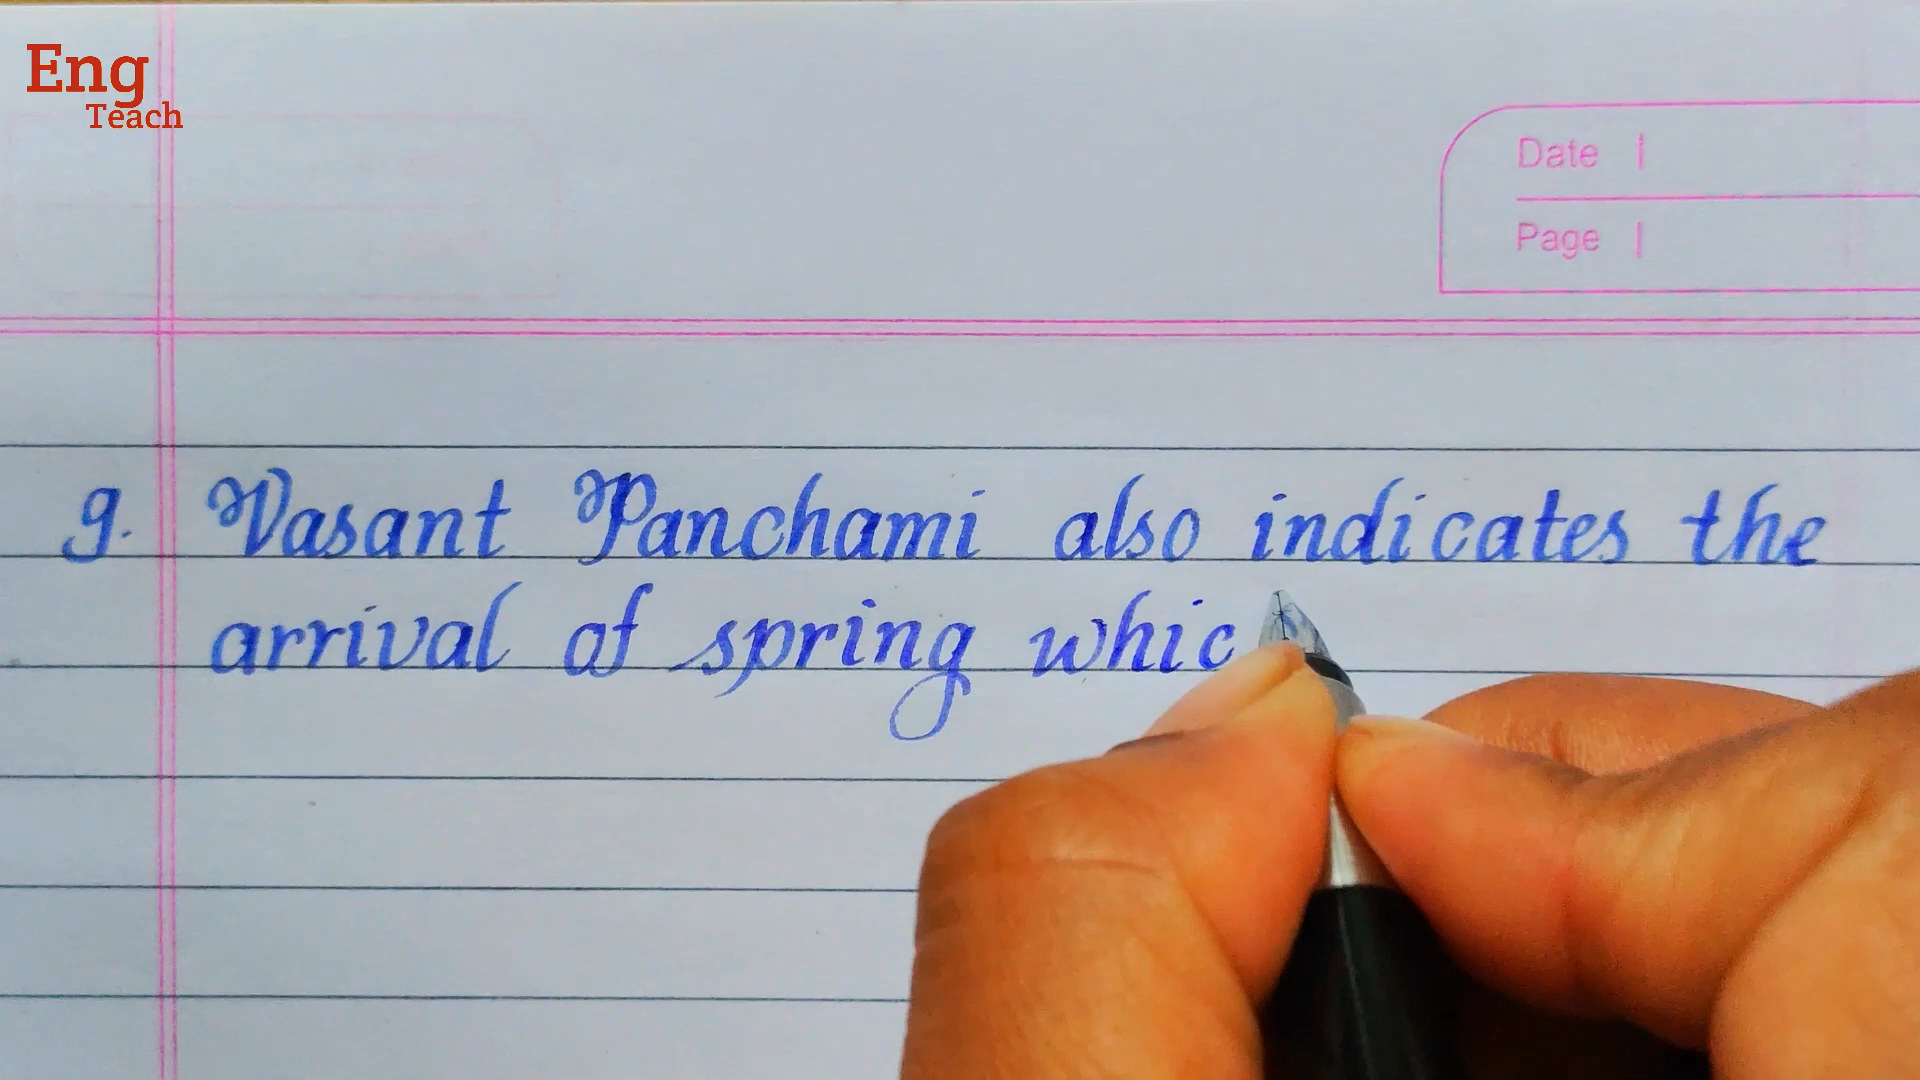 Eng
Teach
Date
Page
9. Vasant Panchami also indicates the
arrival of spring whic